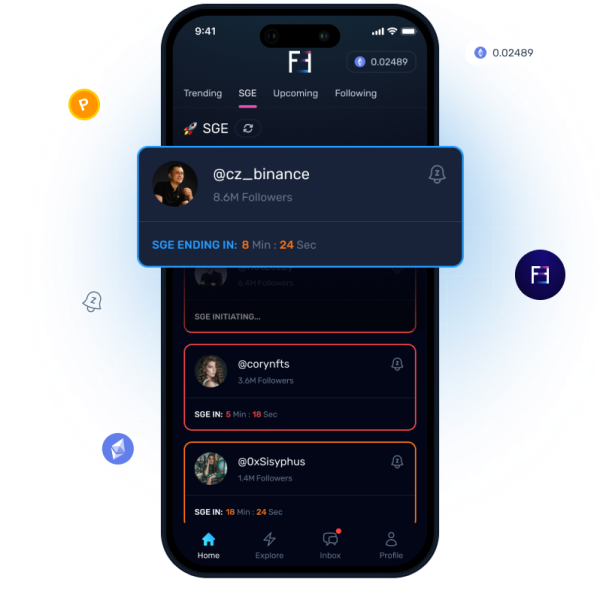 9:41
0.02489
0.02489
Trending SGE Upcoming Following
🚀 SGE
@cz_binance
8.6M Followers
SGE ENDING IN: 8 Min : 24 Sec
6.4M Followers
SGE INITIATING...
@corynfts
3.6M Followers
SGE IN: 5 Min : 18 Sec
@0xSisyphus
1.4M Followers
SGE IN: 18 Min : 24 Sec
Home Explore Inbox Profile